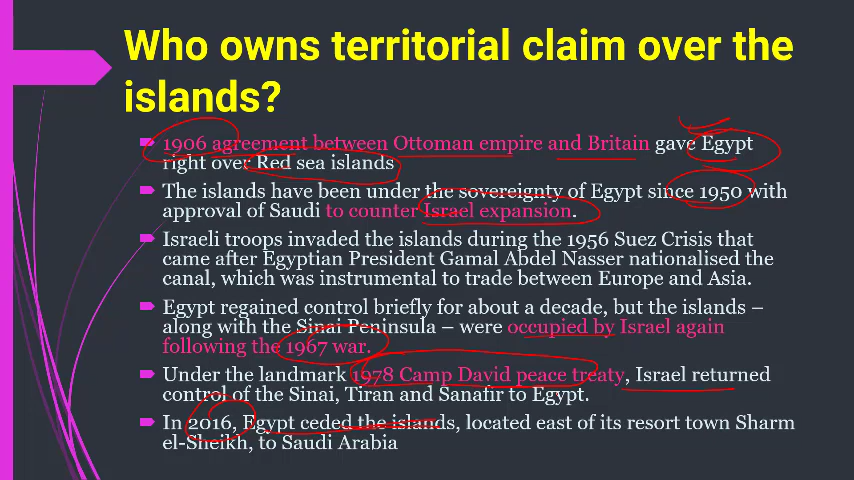 Who owns territorial claim over the
islands?
1906 agreement between Ottoman empire and Britain gave Egypt
right over Red sea islands
The islands have been under the sovereignty of Egypt since 1950 with
approval of Saudi to counter Israel expansion.
Israeli troops invaded the islands during the 1956 Suez Crisis that
came after Egyptian President Gamal Abdel Nasser nationalised the
canal, which was instrumental to trade between Europe and Asia.
Egypt regained control briefly for about a decade, but the islands –
along with the Sinai Peninsula – were occupied by Israel again
following the 1967 war.
Under the landmark 1978 Camp David peace treaty, Israel returned
control of the Sinai, Tiran and Sanafir to Egypt.
In 2016, Egypt ceded the islands, located east of its resort town Sharm
el-Sheikh, to Saudi Arabia